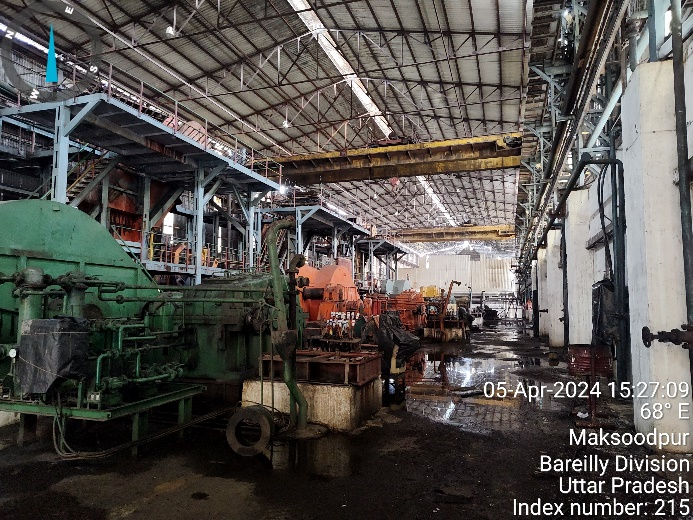 05-Apr-2024 15:27:09
68° E
Maksoodpur
Bareilly Division
Uttar Pradesh
Index number: 215